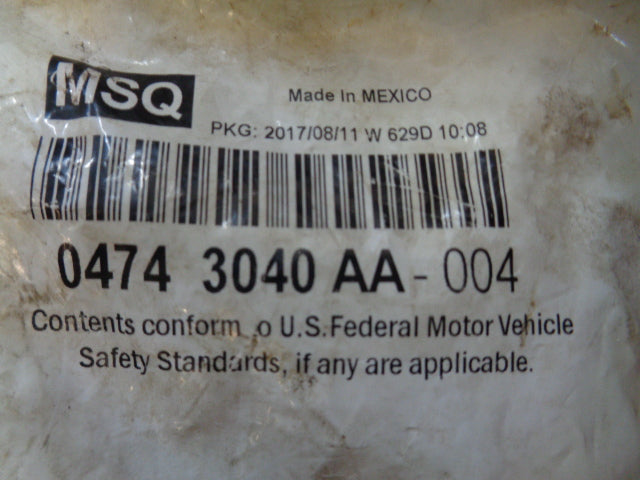 MSQ
Made In MEXICO
PKG: 2017/08/11 W 629D 10:08
0474 3040 AA - 004
Contents conform o U.S. Federal Motor Vehicle
Safety Standards, if any are applicable.